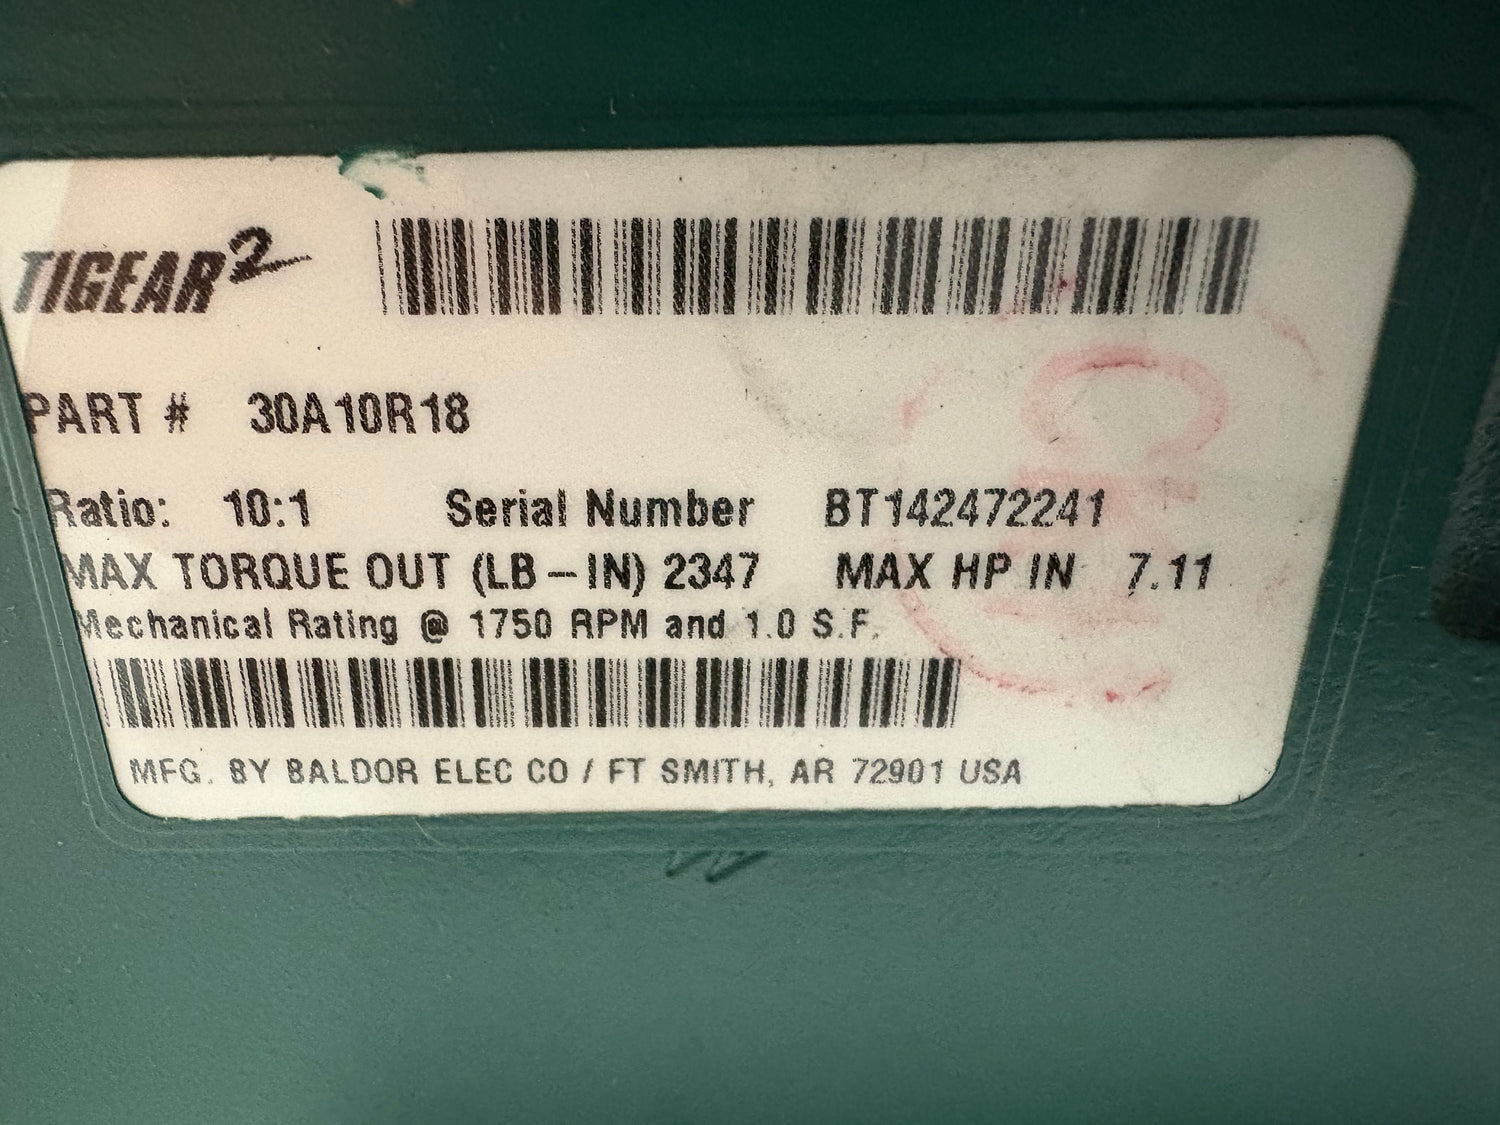 TIGEAR2
PART # 30A10R18
Ratio: 10:1 Serial Number BT142472241
MAX TORQUE OUT (LB-IN) 2347 MAX HP IN 7.11
Mechanical Rating @ 1750 RPM and 1.0 S.F.
MFG. BY BALDOR ELEC CO / FT SMITH, AR 72901 USA